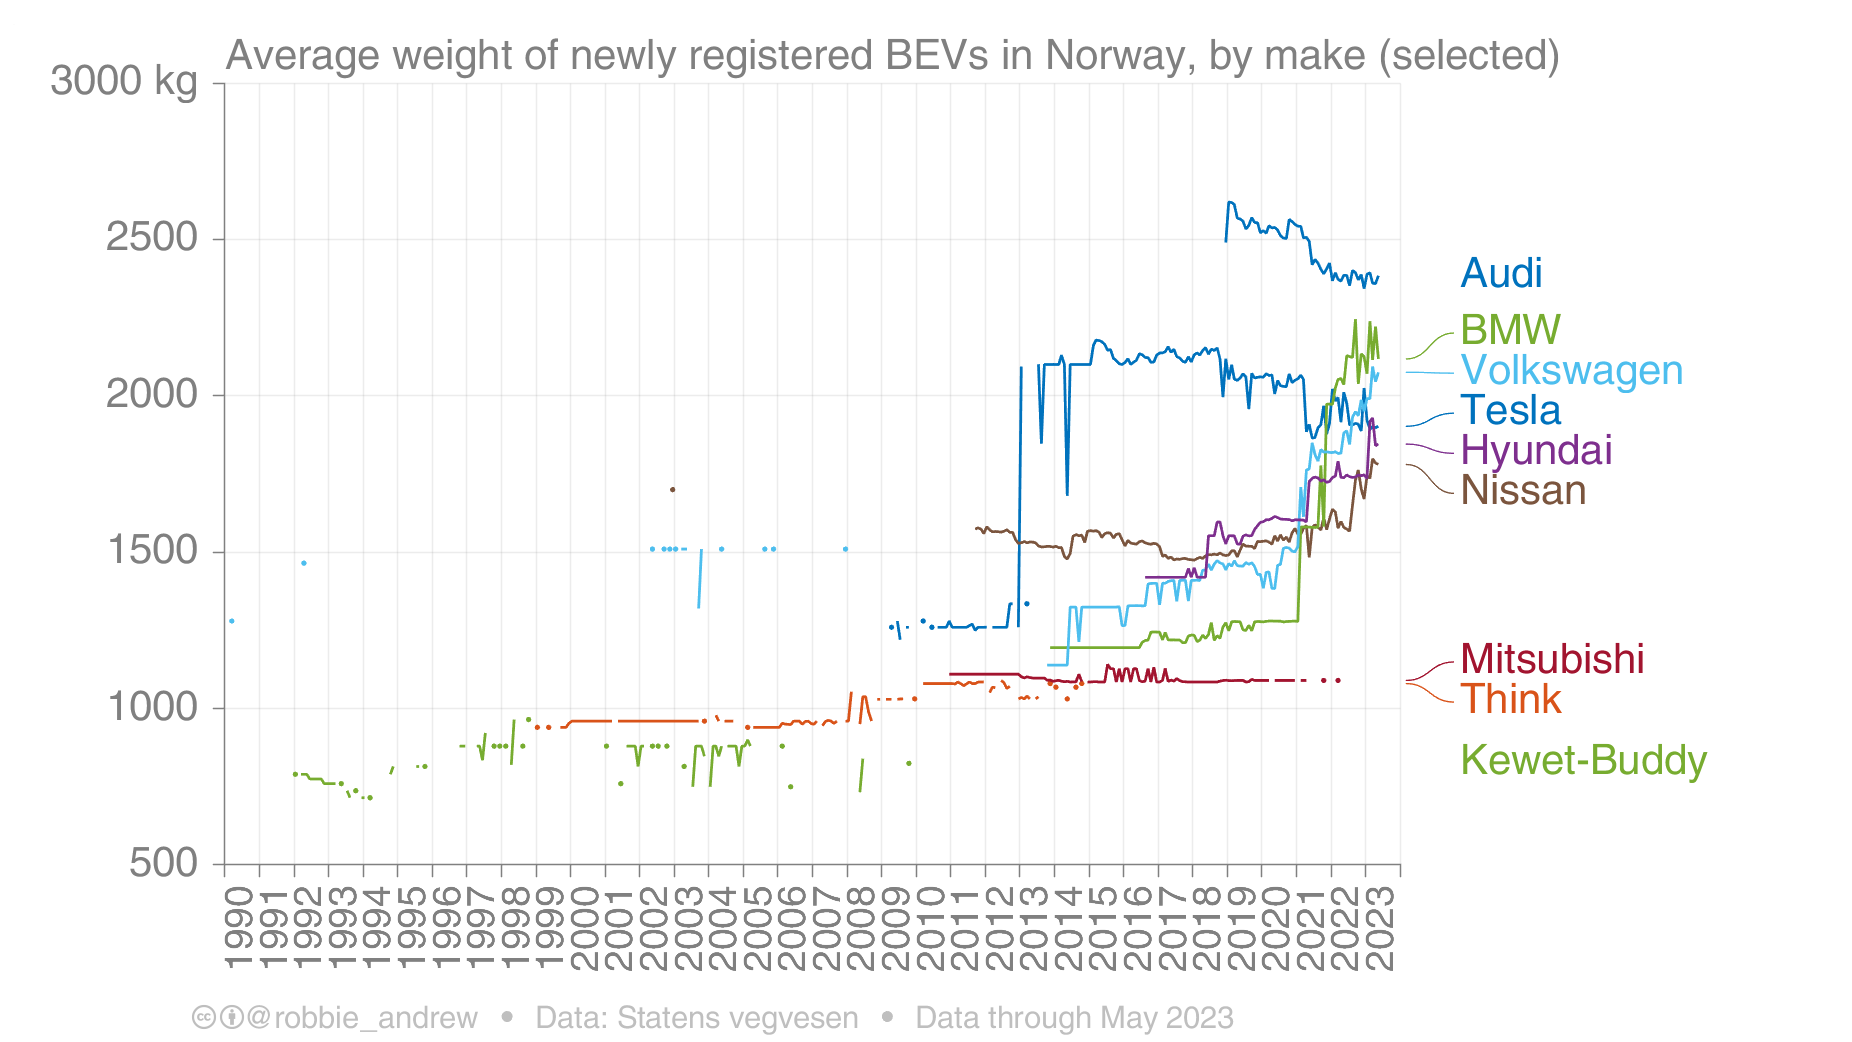 Average weight of newly registered BEVs in Norway, by make (selected)
3000 kg
2500
2000
1500
1000
500
Audi
BMW
Volkswagen
Tesla
Hyundai
Nissan
Mitsubishi
Think
Kewet-Buddy
1990 1991 1992 1993 1994 1995 1996 1997 1998 1999 2000 2001 2002 2003 2004 2005 2006 2007 2008 2009 2010 2011 2012 2013 2014 2015 2016 2017 2018 2019 2020 2021 2022 2023
cc @robbie_andrew • Data: Statens vegvesen • Data through May 2023